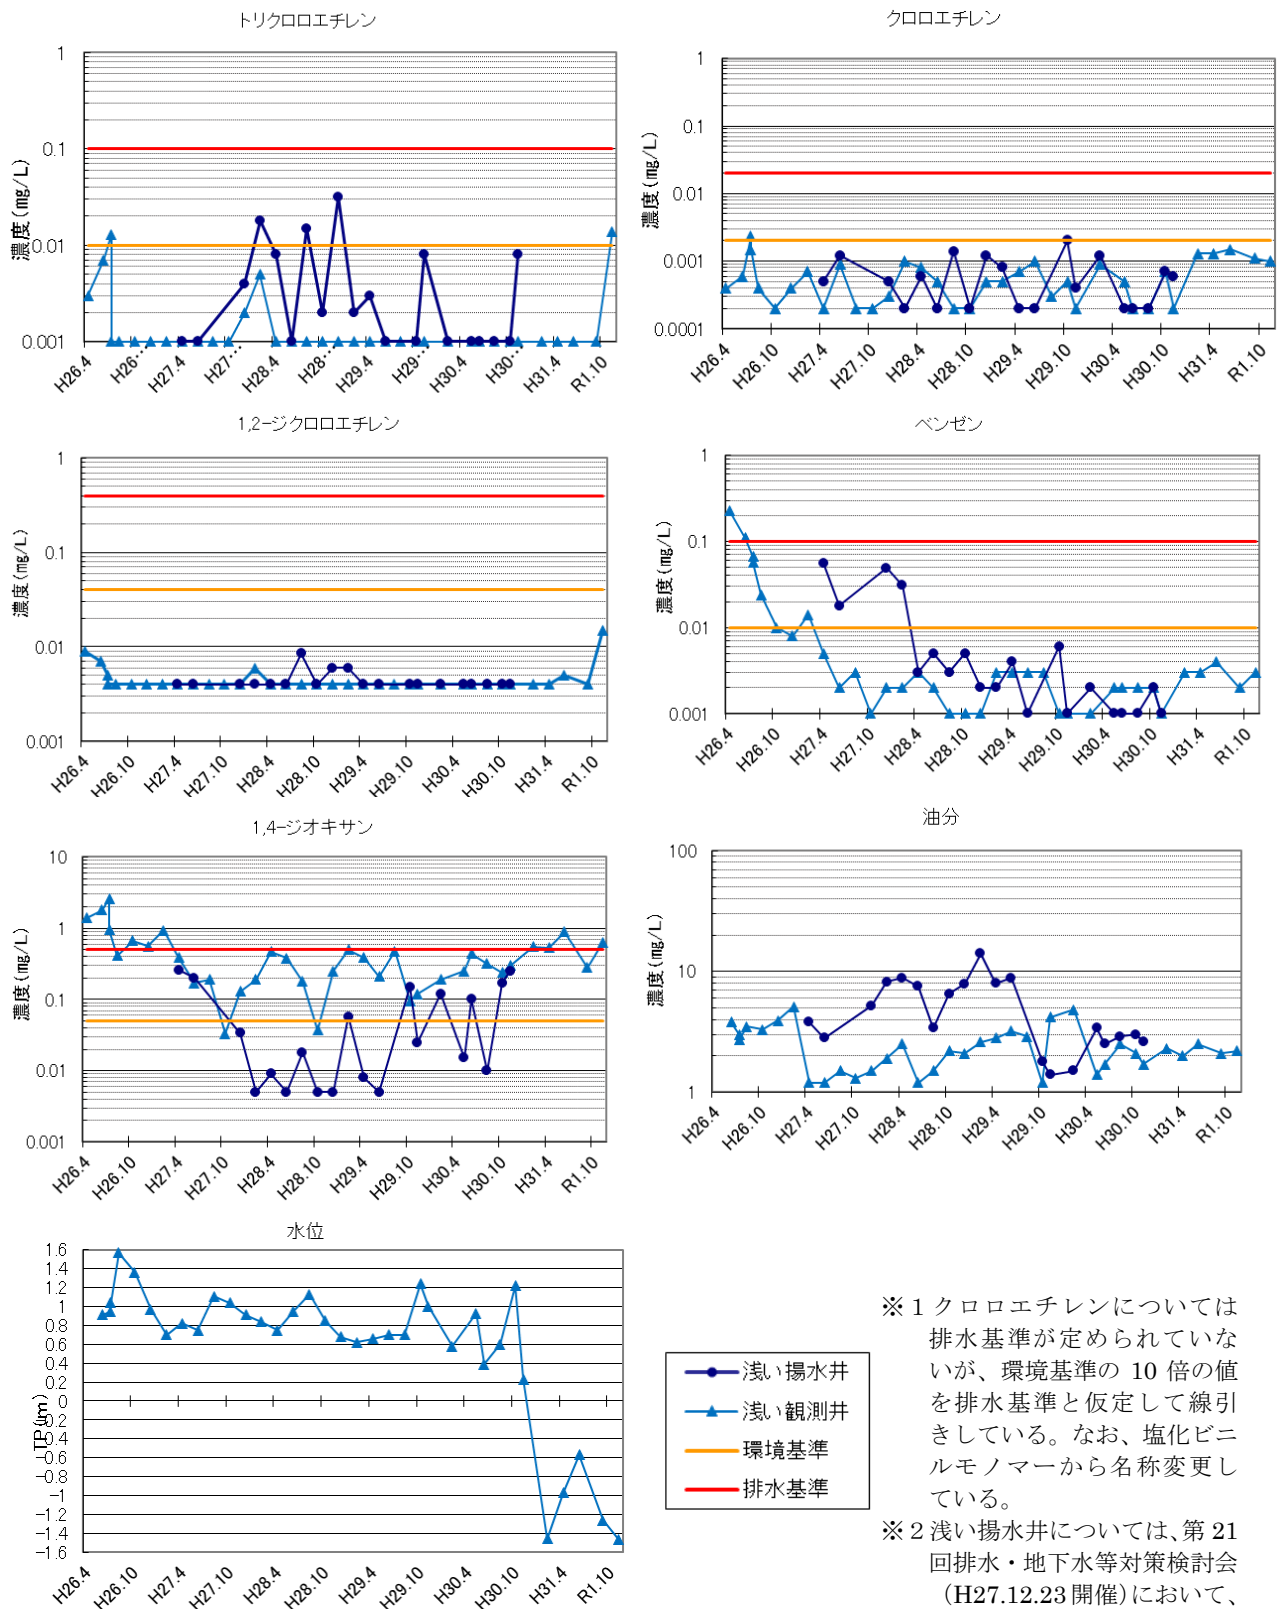 トリクロロエチレン
濃度(mg/L)
1
0.1
0.01
0.001
H26.4
H26…
H27.4
H27…
H28.4
H28…
H29.4
H29…
H30.4
H30…
H31.4
R1.10
クロロエチレン
濃度(mg/L)
1
0.1
0.01
0.001
0.0001
H26.4
H26.10
H27.4
H27.10
H28.4
H28.10
H29.4
H29.10
H30.4
H30.10
H31.4
R1.10
1,2-ジクロロエチレン
濃度(mg/L)
1
0.1
0.01
0.001
H26.4
H26.10
H27.4
H27.10
H28.4
H28.10
H29.4
H29.10
H30.4
H30.10
H31.4
R1.10
ベンゼン
濃度(mg/L)
1
0.1
0.01
0.001
H26.4
H26.10
H27.4
H27.10
H28.4
H28.10
H29.4
H29.10
H30.4
H30.10
H31.4
R1.10
1,4-ジオキサン
濃度(mg/L)
10
1
0.1
0.01
0.001
H26.4
H26.10
H27.4
H27.10
H28.4
H28.10
H29.4
H29.10
H30.4
H30.10
H31.4
R1.10
油分
濃度(mg/L)
100
10
1
H26.4
H26.10
H27.4
H27.10
H28.4
H28.10
H29.4
H29.10
H30.4
H30.10
H31.4
R1.10
水位
TP(m)
1.6
1.4
1.2
1
0.8
0.6
0.4
0.2
0
-0.2
-0.4
-0.6
-0.8
-1
-1.2
-1.4
-1.6
H26.4
H26.10
H27.4
H27.10
H28.4
H28.10
H29.4
H29.10
H30.4
H30.10
H31.4
R1.10
浅い揚水井
浅い観測井
環境基準
排水基準
※１クロロエチレンについては
排水基準が定められていな
いが、環境基準の 10 倍の値
を排水基準と仮定して線引
きしている。なお、塩化ビニ
ルモノマーから名称変更し
ている。
※２浅い揚水井については、第 21
回排水・地下水等対策検討会
（H27.12.23 開催）において、